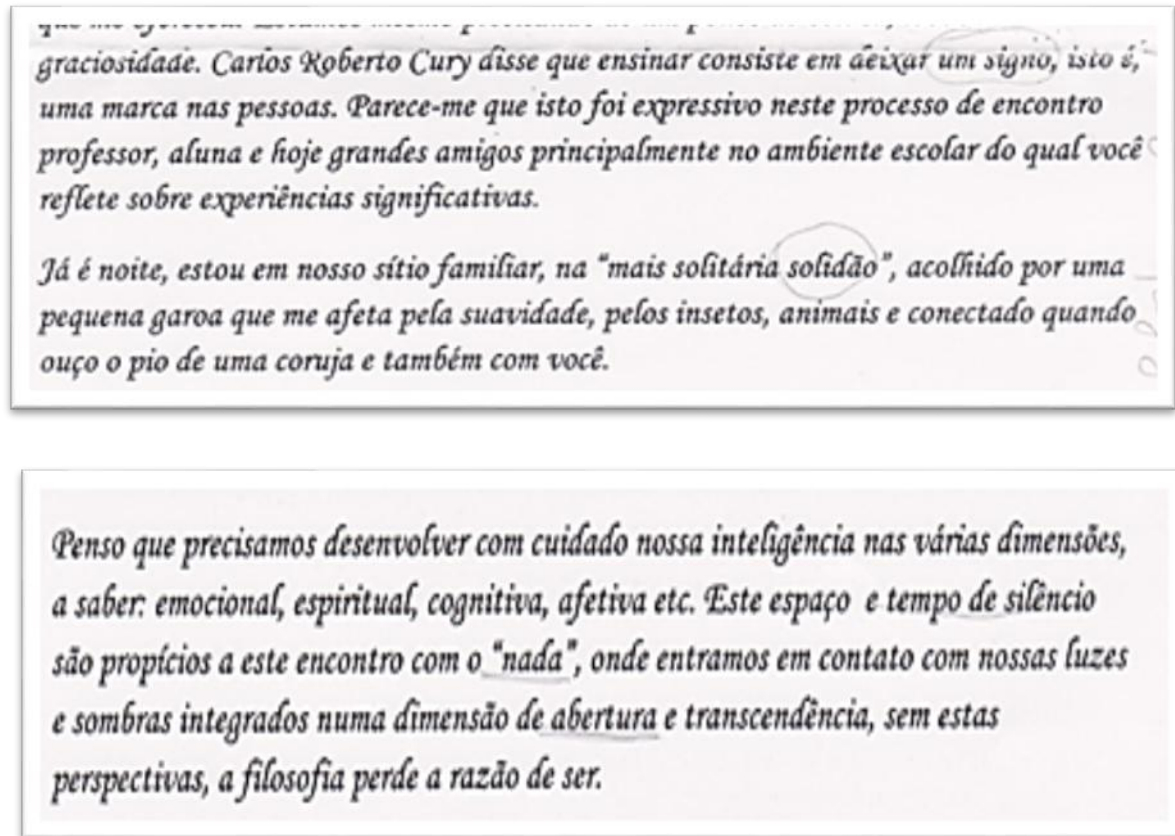 graciosidade. Carlos Roberto Cury disse que ensinar consiste em deixar um signo, isto é,
uma marca nas pessoas. Parece-me que isto foi expressivo neste processo de encontro
professor, aluna e hoje grandes amigos principalmente no ambiente escolar do qual você
reflete sobre experiências significativas.
Já é noite, estou em nosso sítio familiar, na "mais solitária solidão", acolhido por uma
pequena garoa que me afeta pela suavidade, pelos insetos, animais e conectado quando
ouço o pio de uma coruja e também com você.
Penso que precisamos desenvolver com cuidado nossa inteligência nas várias dimensões,
a saber: emocional, espiritual, cognitiva, afetiva etc. Este espaço e tempo de silêncio
são propícios a este encontro com o "nada", onde entramos em contato com nossas luzes
e sombras integrados numa dimensão de abertura e transcendência, sem estas
perspectivas, a filosofia perde a razão de ser.